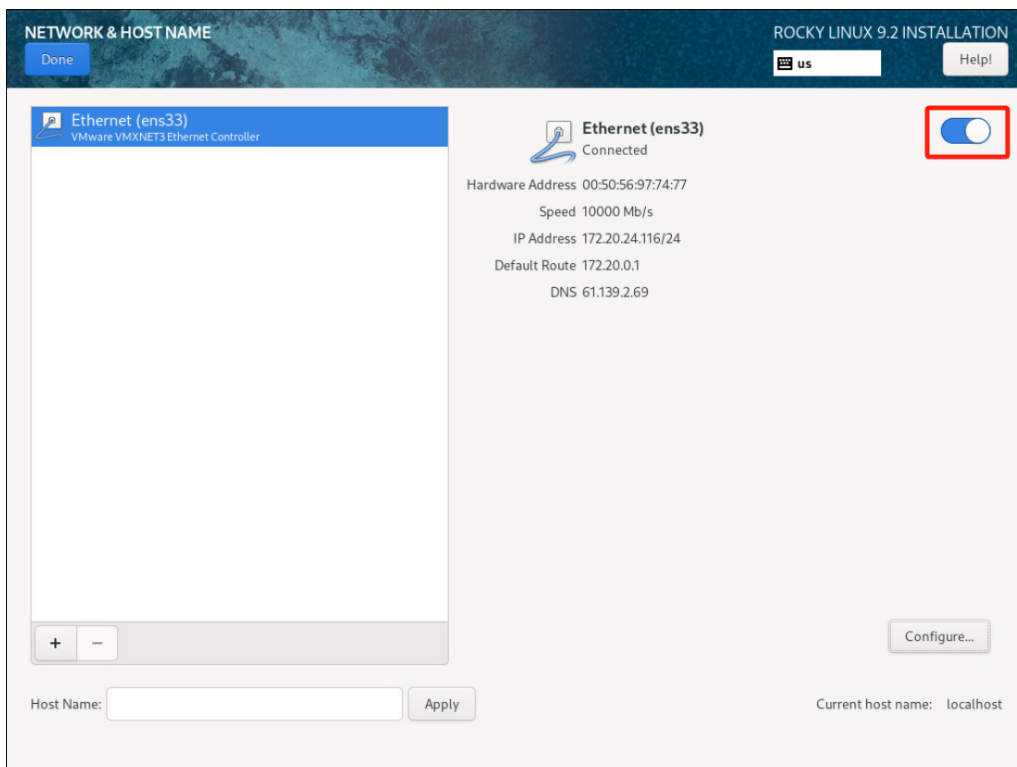 NETWORK & HOST NAME
Done
ROCKY LINUX 9.2 INSTALLATION
us
Help!
Ethernet (ens33)
VMware VMXNET3 Ethernet Controller
Ethernet (ens33)
Connected
Hardware Address 00:50:56:97:74:77
Speed 10000 Mb/s
IP Address 172.20.24.116/24
Default Route 172.20.0.1
DNS 61.139.2.69
+ −
Configure...
Host Name:
Apply
Current host name: localhost